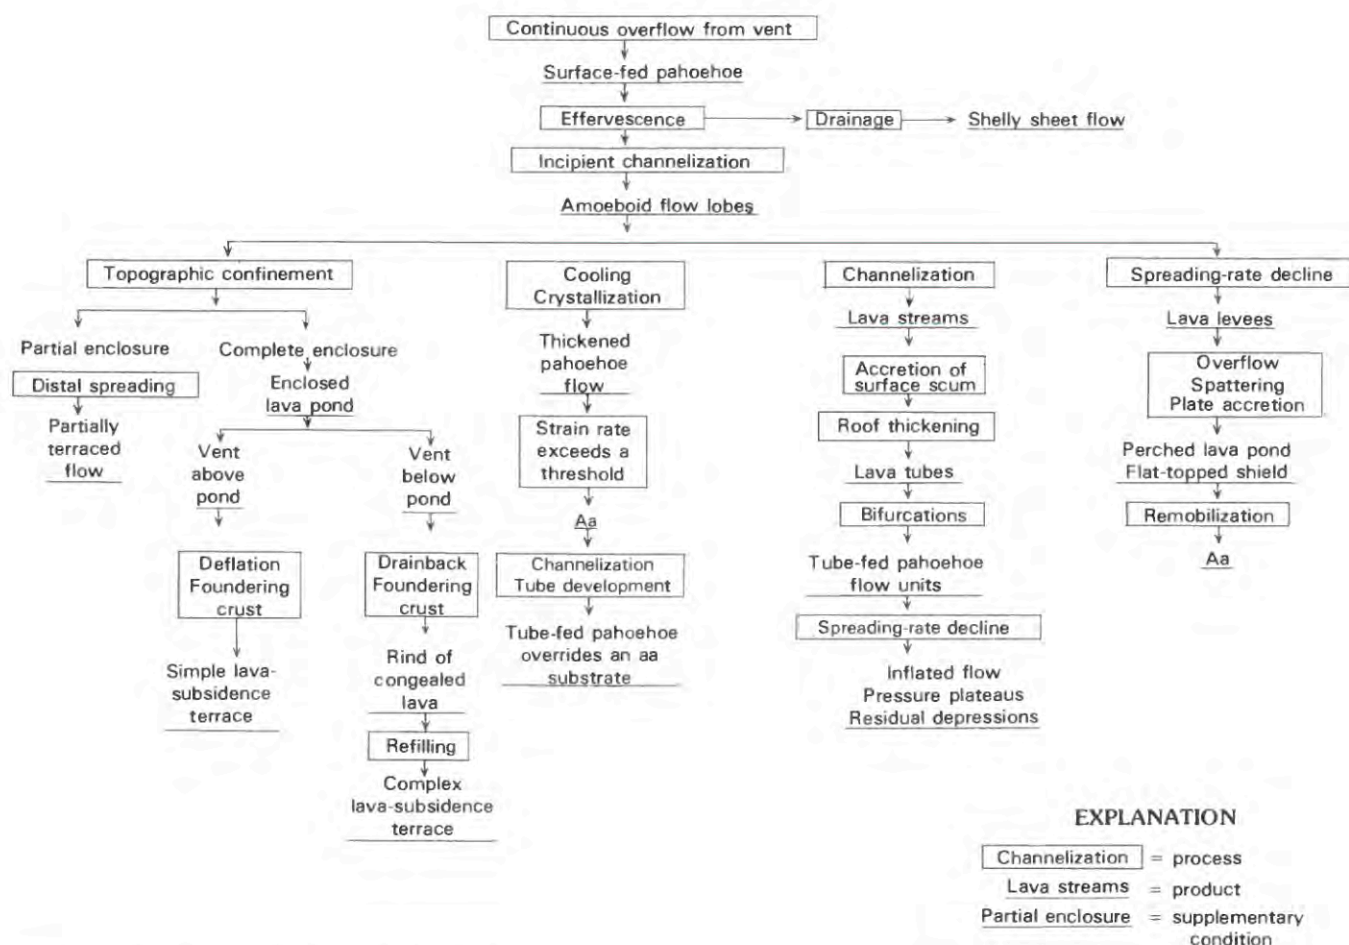 Continuous overflow from vent
Surface-fed pahoehoe
Effervescence
Drainage
Shelly sheet flow
Incipient channelization
Amoeboid flow lobes
Topographic confinement
Partial enclosure
Distal spreading
Partially
terraced
flow
Complete enclosure
Enclosed
lava pond
Vent
above
pond
Deflation
Foundering
crust
Simple lava-
subsidence
terrace
Vent
below
pond
Drainback
Foundering
crust
Rind of
congealed
lava
Refilling
Complex
lava-subsidence
terrace
Cooling
Crystallization
Thickened
pahoehoe
flow
Strain rate
exceeds a
threshold
Aa
Channelization
Tube development
Tube-fed pahoehoe
overrides an aa
substrate
Channelization
Lava streams
Accretion of
surface scum
Roof thickening
Lava tubes
Bifurcations
Tube-fed pahoehoe
flow units
Spreading-rate decline
Inflated flow
Pressure plateaus
Residual depressions
Spreading-rate decline
Lava levees
Overflow
Spattering
Plate accretion
Perched lava pond
Flat-topped shield
Remobilization
Aa
EXPLANATION
Channelization = process
Lava streams = product
Partial enclosure = supplementary
condition